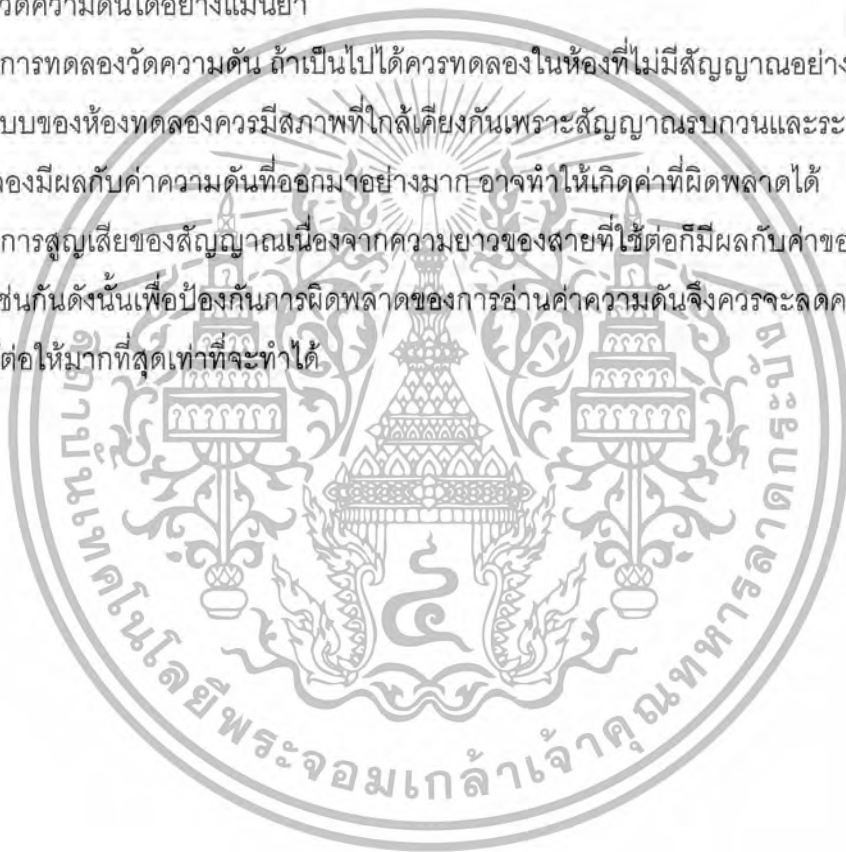 วัดความดันได้อย่างแม่นยำ
การทดลองวัดความดัน ถ้าเป็นไปได้ควรทดลองในห้องที่ไม่มีสัญญาณอย่าง
บบของห้องทดลองควรมีสภาพที่ใกล้เคียงกันเพราะสัญญาณรบกวนและระ
องมีผลกับค่าความดันที่ออกมาอย่างมาก อาจทำให้เกิดค่าที่ผิดพลาดได้
การสูญเสียของสัญญาณเนื่องจากความยาวของสายที่ใช้ต่อก็มีผลกับค่าขอ
ช่นกันดังนั้นเพื่อป้องกันการผิดพลาดของการอ่านค่าความดันจึงควรจะลดค
ต่อให้มากที่สุดเท่าที่จะทำได้
สถาบันเทคโนโลยีพระจอมเกล้าเจ้าคุณทหารลาดกระบัง